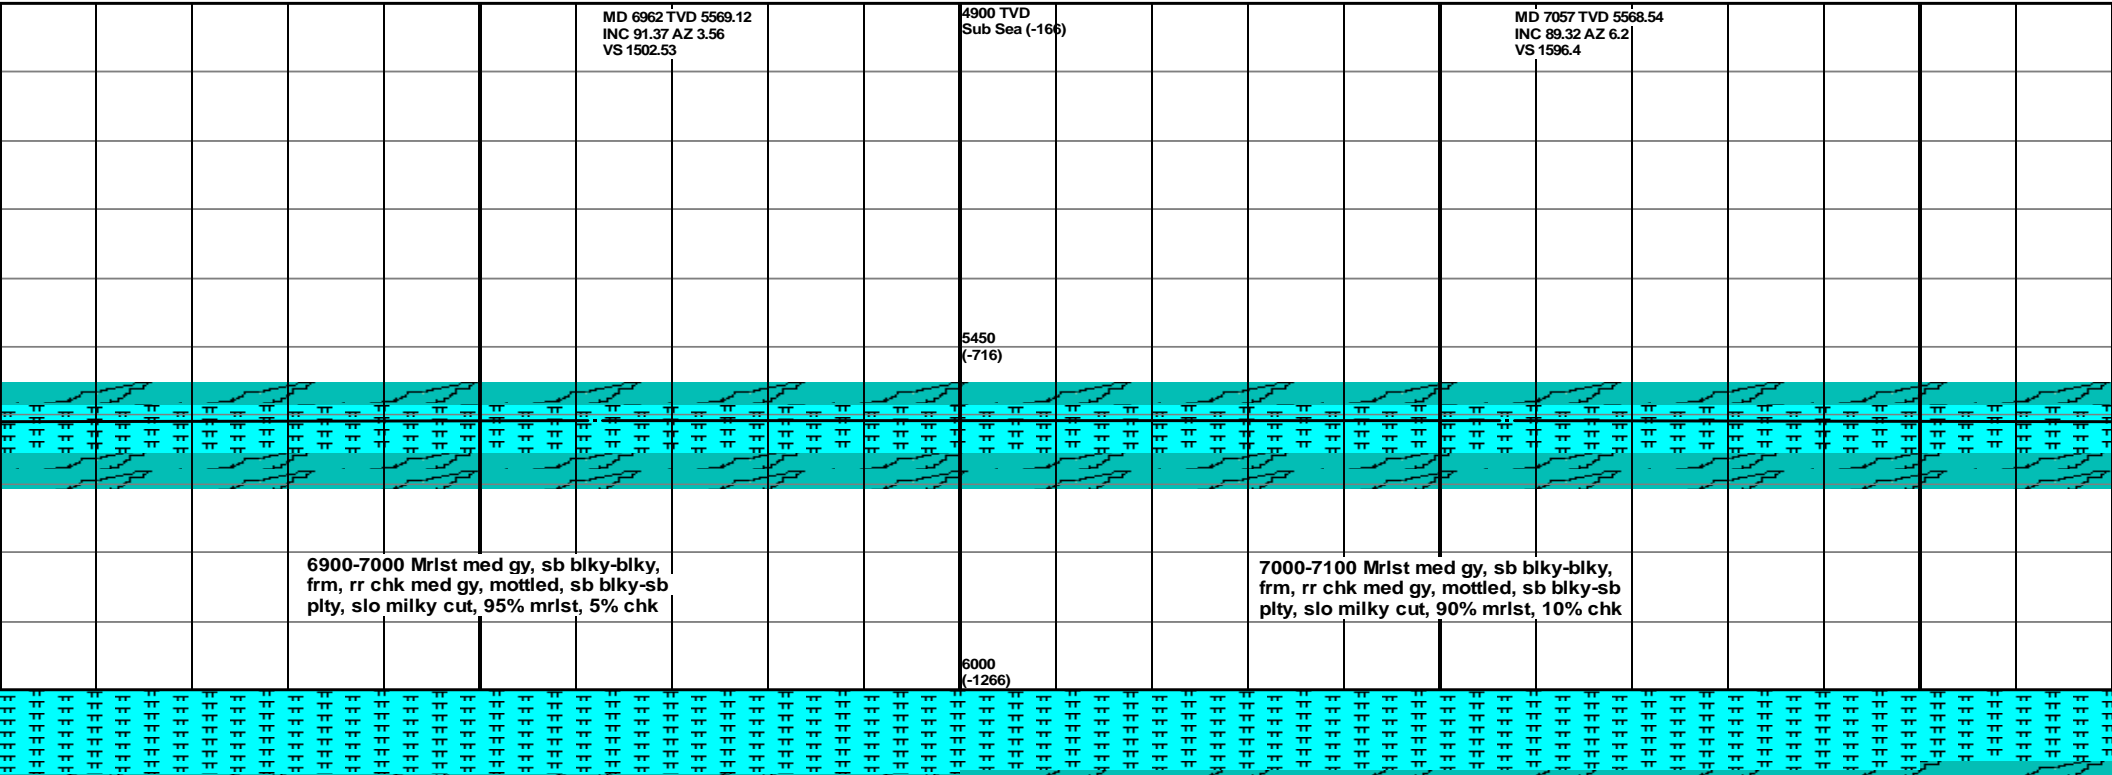 MD 6962 TVD 5569.12
INC 91.37 AZ 3.56
VS 1502.53
4900 TVD
Sub Sea (-166)
MD 7057 TVD 5568.54
INC 89.32 AZ 6.2
VS 1596.4
5450
(-716)
6900-7000 Mrlst med gy, sb blky-blky,
frm, rr chk med gy, mottled, sb blky-sb
plty, slo milky cut, 95% mrlst, 5% chk
7000-7100 Mrlst med gy, sb blky-blky,
frm, rr chk med gy, mottled, sb blky-sb
plty, slo milky cut, 90% mrlst, 10% chk
6000
(-1266)